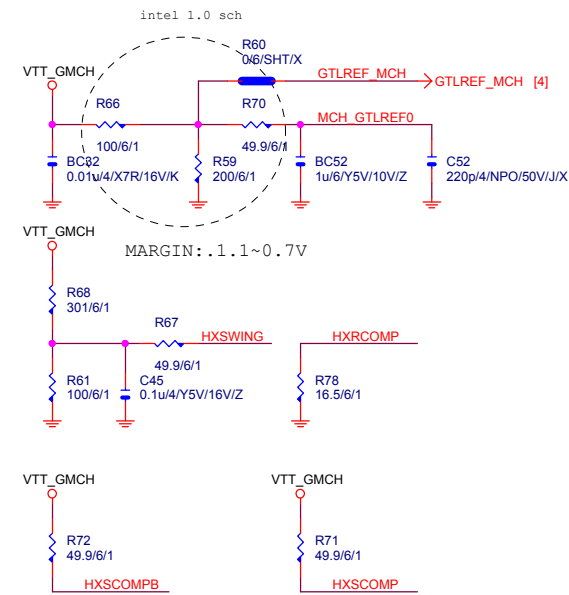 intel 1.0 sch
R60
0/6/SHT/X
VTT_GMCH
GTLREF_MCH
GTLREF_MCH [4]
R66
R70
MCH_GTLREF0
100/6/1
49.9/6/1
BC32
0.01u/4/X7R/16V/K
R59
200/6/1
BC52
1u/6/Y5V/10V/Z
C52
220p/4/NPO/50V/J/X
VTT_GMCH
MARGIN:.1.1~0.7V
R68
301/6/1
R67
HXSWING
HXRCOMP
49.9/6/1
R61
100/6/1
C45
0.1u/4/Y5V/16V/Z
R78
16.5/6/1
VTT_GMCH
VTT_GMCH
R72
49.9/6/1
R71
49.9/6/1
HXSCOMPB
HXSCOMP